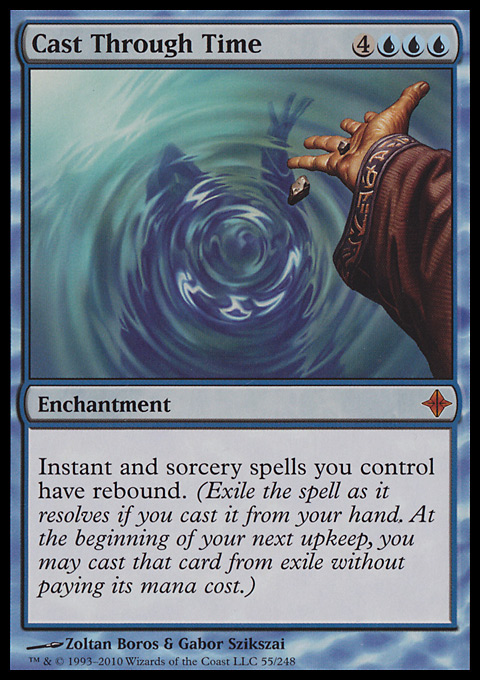 Cast Through Time 4
Enchantment
Instant and sorcery spells you control
have rebound. (Exile the spell as it
resolves if you cast it from your hand. At
the beginning of your next upkeep, you
may cast that card from exile without
paying its mana cost.)
Zoltan Boros & Gabor Szikszai
™ & © 1993–2010 Wizards of the Coast LLC 55/248